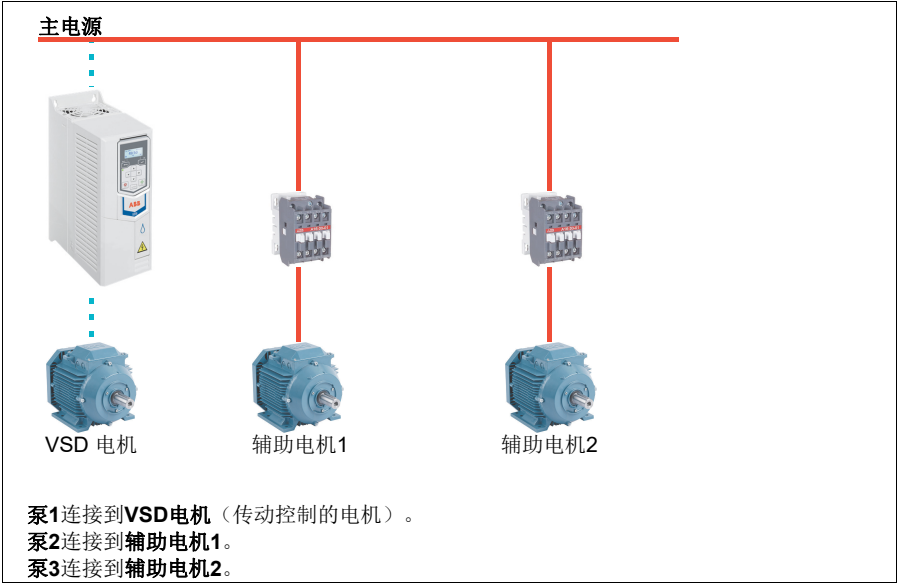 主电源
ABB
VSD 电机
辅助电机1
辅助电机2
泵1连接到VSD电机（传动控制的电机）。
泵2连接到辅助电机1。
泵3连接到辅助电机2。